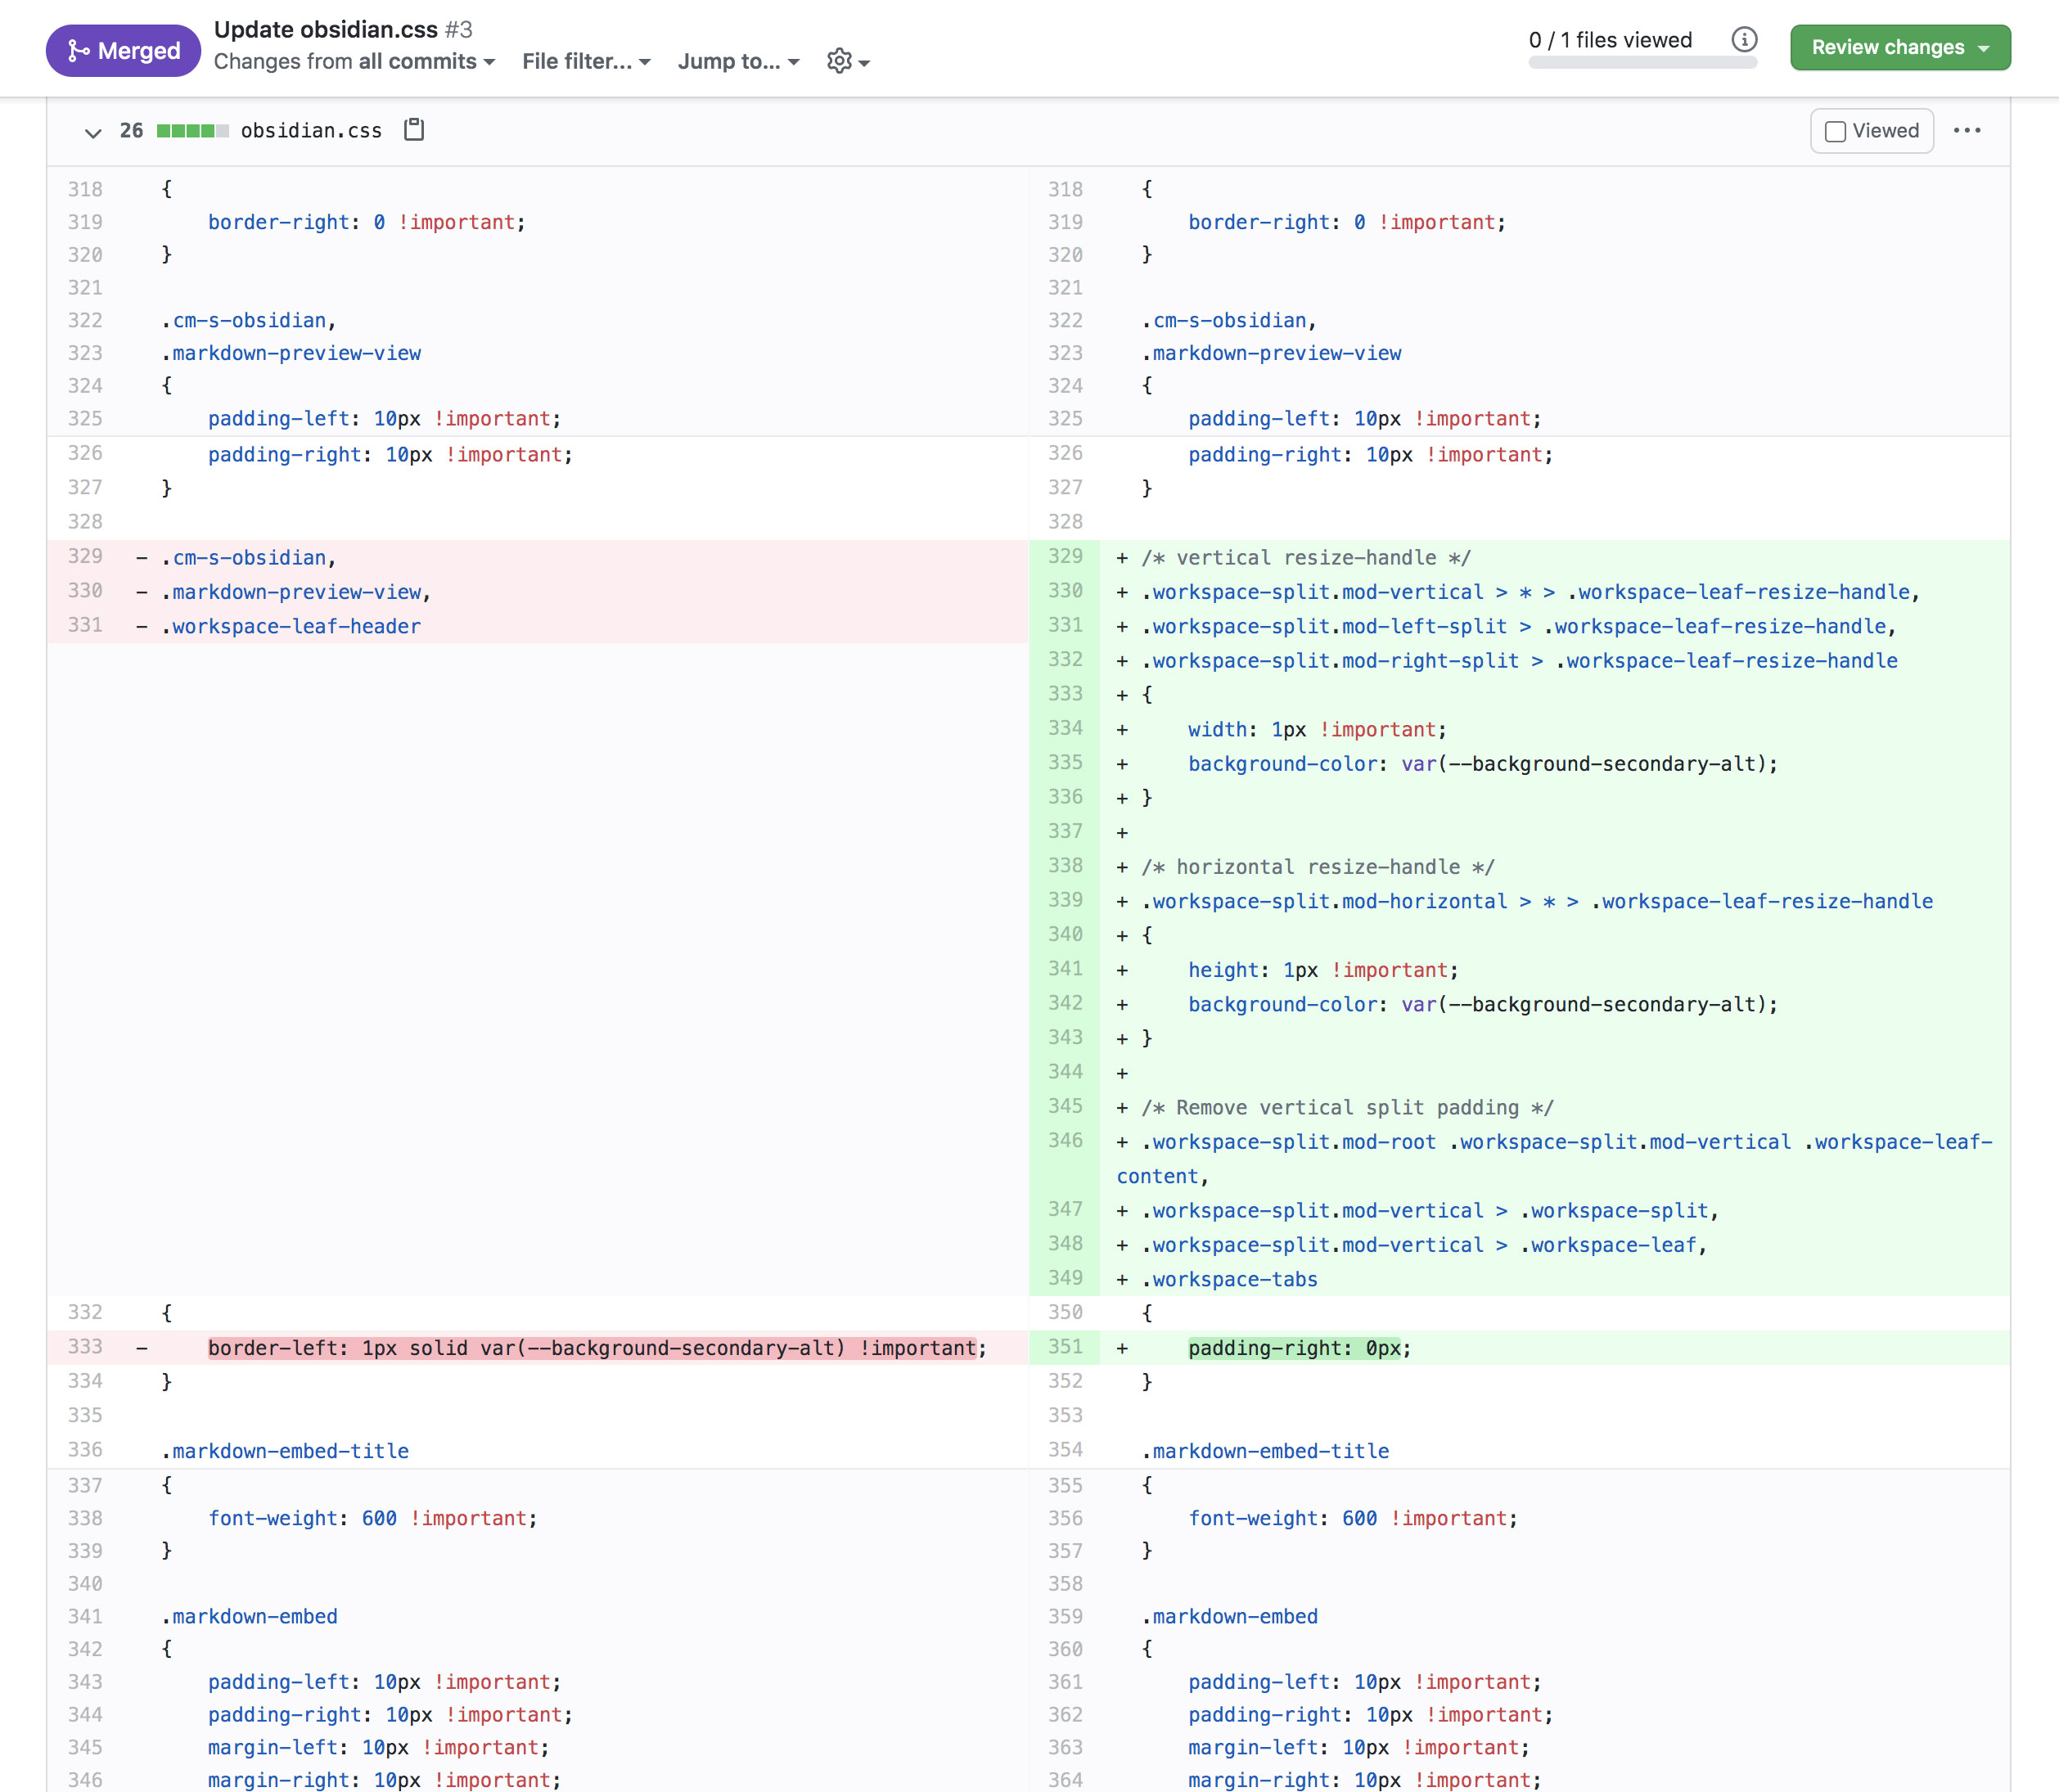 Merged
Update obsidian.css #3
Changes from all commits
File filter...
Jump to...
0 / 1 files viewed
Review changes
26 obsidian.css
Viewed
318 {
319 border-right: 0 !important;
320 }
321
322 .cm-s-obsidian,
323 .markdown-preview-view
324 {
325 padding-left: 10px !important;
326 padding-right: 10px !important;
327 }
328
329 - .cm-s-obsidian,
330 - .markdown-preview-view,
331 - .workspace-leaf-header
332 {
333 - border-left: 1px solid var(--background-secondary-alt) !important;
334 }
335
336 .markdown-embed-title
337 {
338 font-weight: 600 !important;
339 }
340
341 .markdown-embed
342 {
343 padding-left: 10px !important;
344 padding-right: 10px !important;
345 margin-left: 10px !important;
346 margin-right: 10px !important;
318 {
319 border-right: 0 !important;
320 }
321
322 .cm-s-obsidian,
323 .markdown-preview-view
324 {
325 padding-left: 10px !important;
326 padding-right: 10px !important;
327 }
328
329 + /* vertical resize-handle */
330 + .workspace-split.mod-vertical > * > .workspace-leaf-resize-handle,
331 + .workspace-split.mod-left-split > .workspace-leaf-resize-handle,
332 + .workspace-split.mod-right-split > .workspace-leaf-resize-handle
333 + {
334 + width: 1px !important;
335 + background-color: var(--background-secondary-alt);
336 + }
337 +
338 + /* horizontal resize-handle */
339 + .workspace-split.mod-horizontal > * > .workspace-leaf-resize-handle
340 + {
341 + height: 1px !important;
342 + background-color: var(--background-secondary-alt);
343 + }
344 +
345 + /* Remove vertical split padding */
346 + .workspace-split.mod-root .workspace-split.mod-vertical .workspace-leaf-
content,
347 + .workspace-split.mod-vertical > .workspace-split,
348 + .workspace-split.mod-vertical > .workspace-leaf,
349 + .workspace-tabs
350 {
351 + padding-right: 0px;
352 }
353
354 .markdown-embed-title
355 {
356 font-weight: 600 !important;
357 }
358
359 .markdown-embed
360 {
361 padding-left: 10px !important;
362 padding-right: 10px !important;
363 margin-left: 10px !important;
364 margin-right: 10px !important;